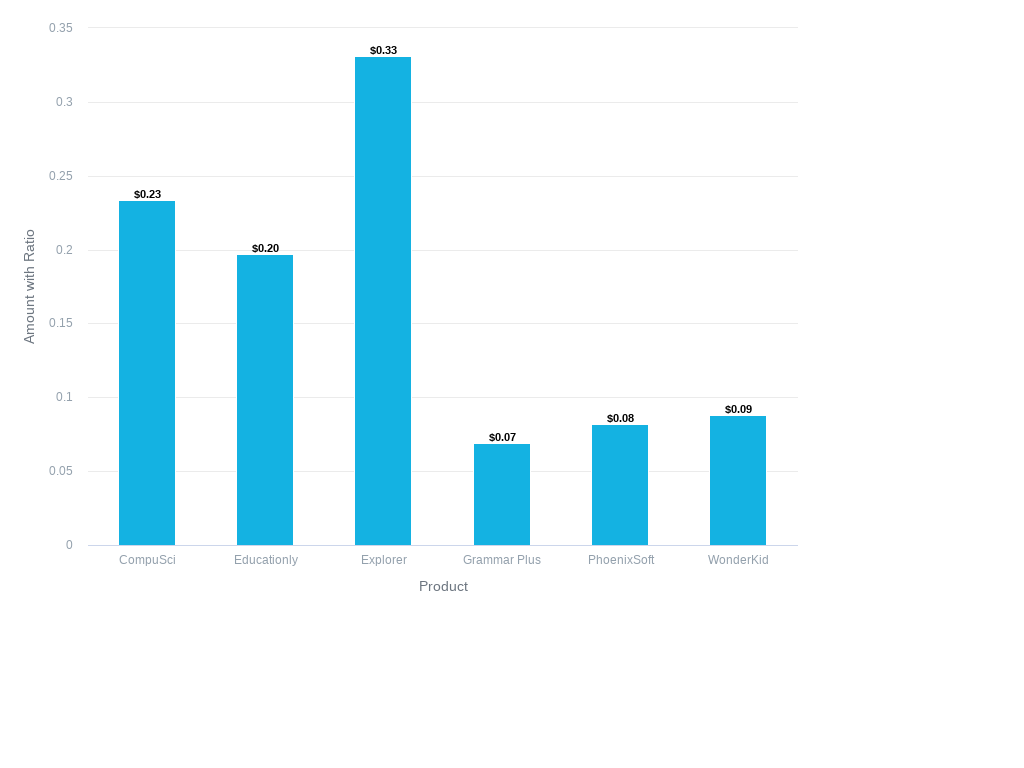 0.35
$0.33
0.3
0.25
$0.23
$0.20
0.2
0.15
0.1
$0.09
$0.08
$0.07
0.05
0
Amount with Ratio
CompuSci
Educationly
Explorer
Grammar Plus
PhoenixSoft
WonderKid
Product